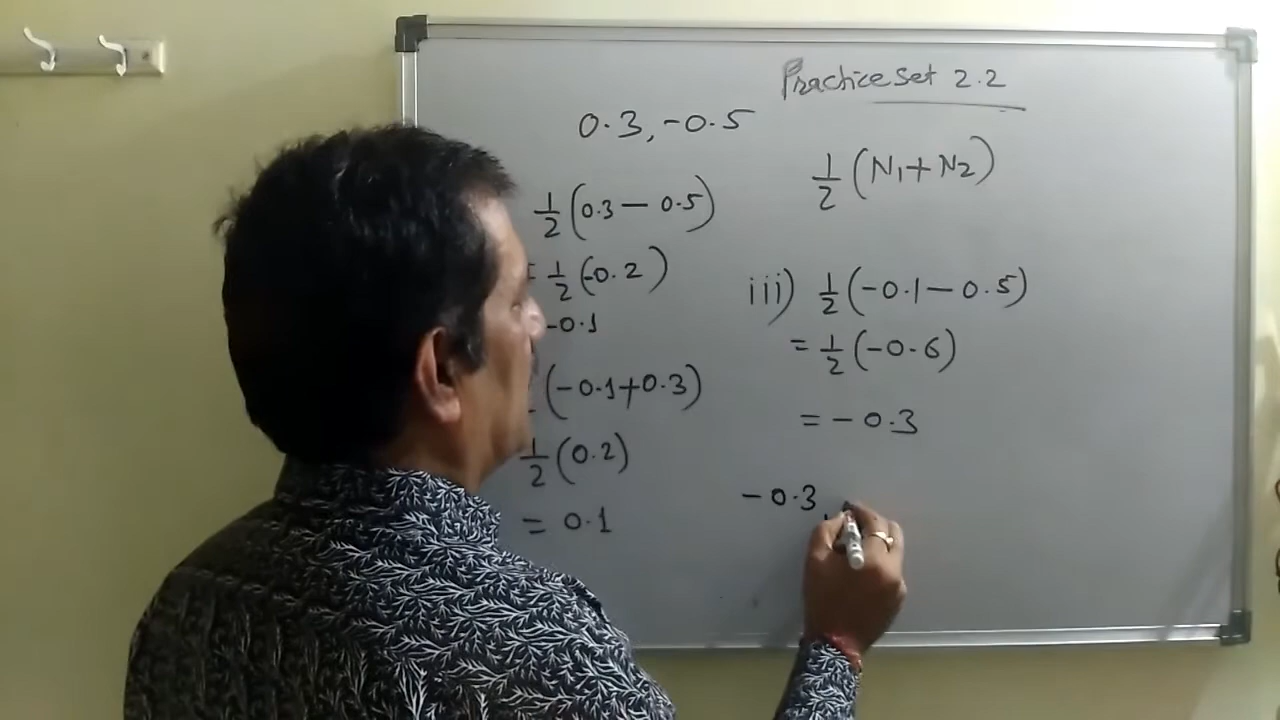 Practice Set 2.2
0.3, -0.5
1/2 (N1 + N2)
1/2 (0.3 - 0.5)
= 1/2 (-0.2)
-0.1
(-0.1 + 0.3)
1/2 (0.2)
= 0.1
iii) 1/2 (-0.1 - 0.5)
= 1/2 (-0.6)
= -0.3
-0.3,